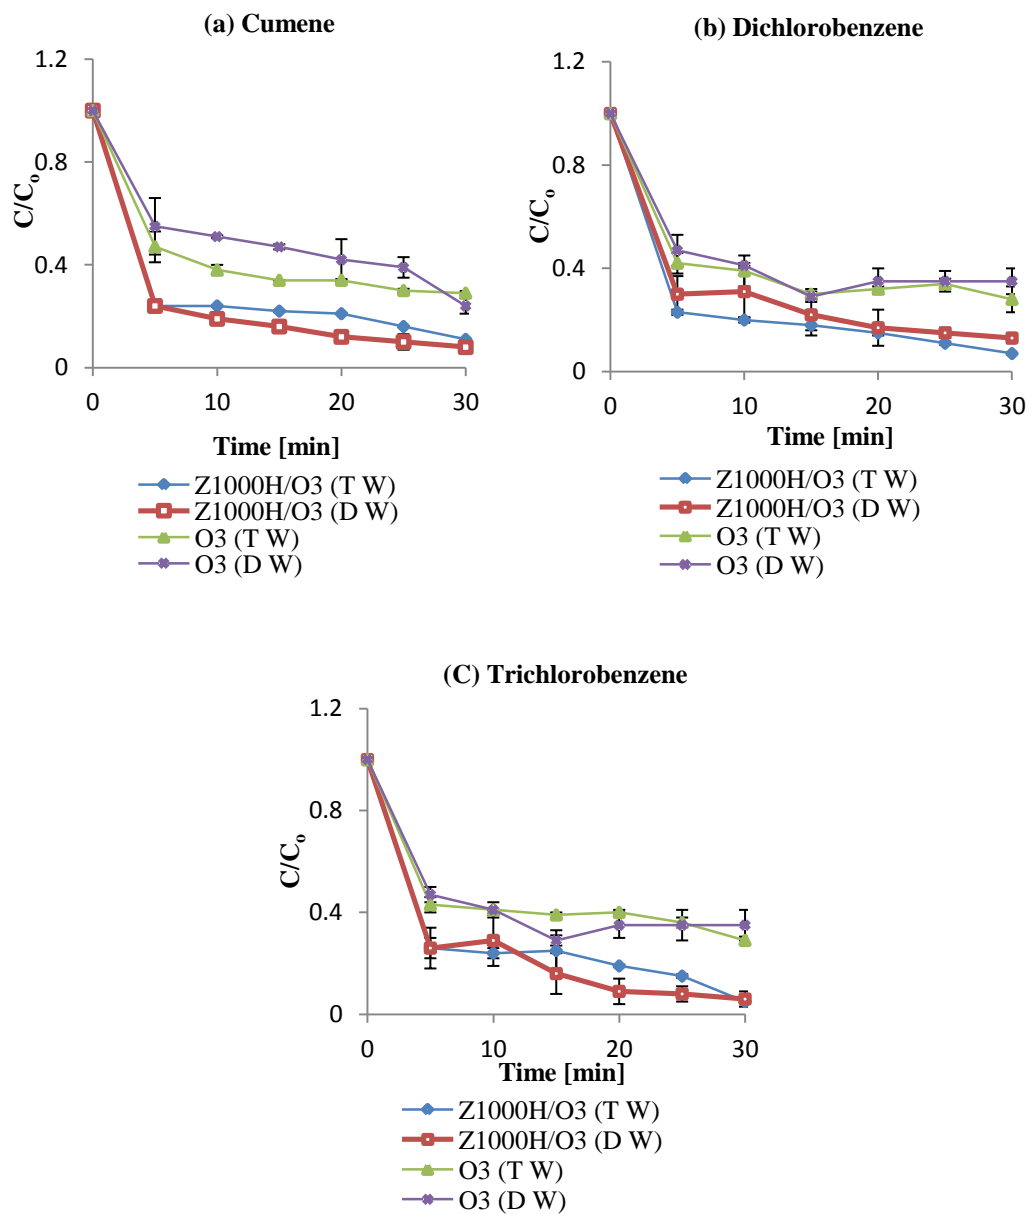 (a) Cumene
1.2
0.8
0.4
0
C/Co
0 10 20 30
Time [min]
Z1000H/O3 (T W)
Z1000H/O3 (D W)
O3 (T W)
O3 (D W)
(b) Dichlorobenzene
1.2
0.8
0.4
0
C/Co
0 10 20 30
Time [min]
Z1000H/O3 (T W)
Z1000H/O3 (D W)
O3 (T W)
O3 (D W)
(C) Trichlorobenzene
1.2
0.8
0.4
0
C/Co
0 10 20 30
Time [min]
Z1000H/O3 (T W)
Z1000H/O3 (D W)
O3 (T W)
O3 (D W)